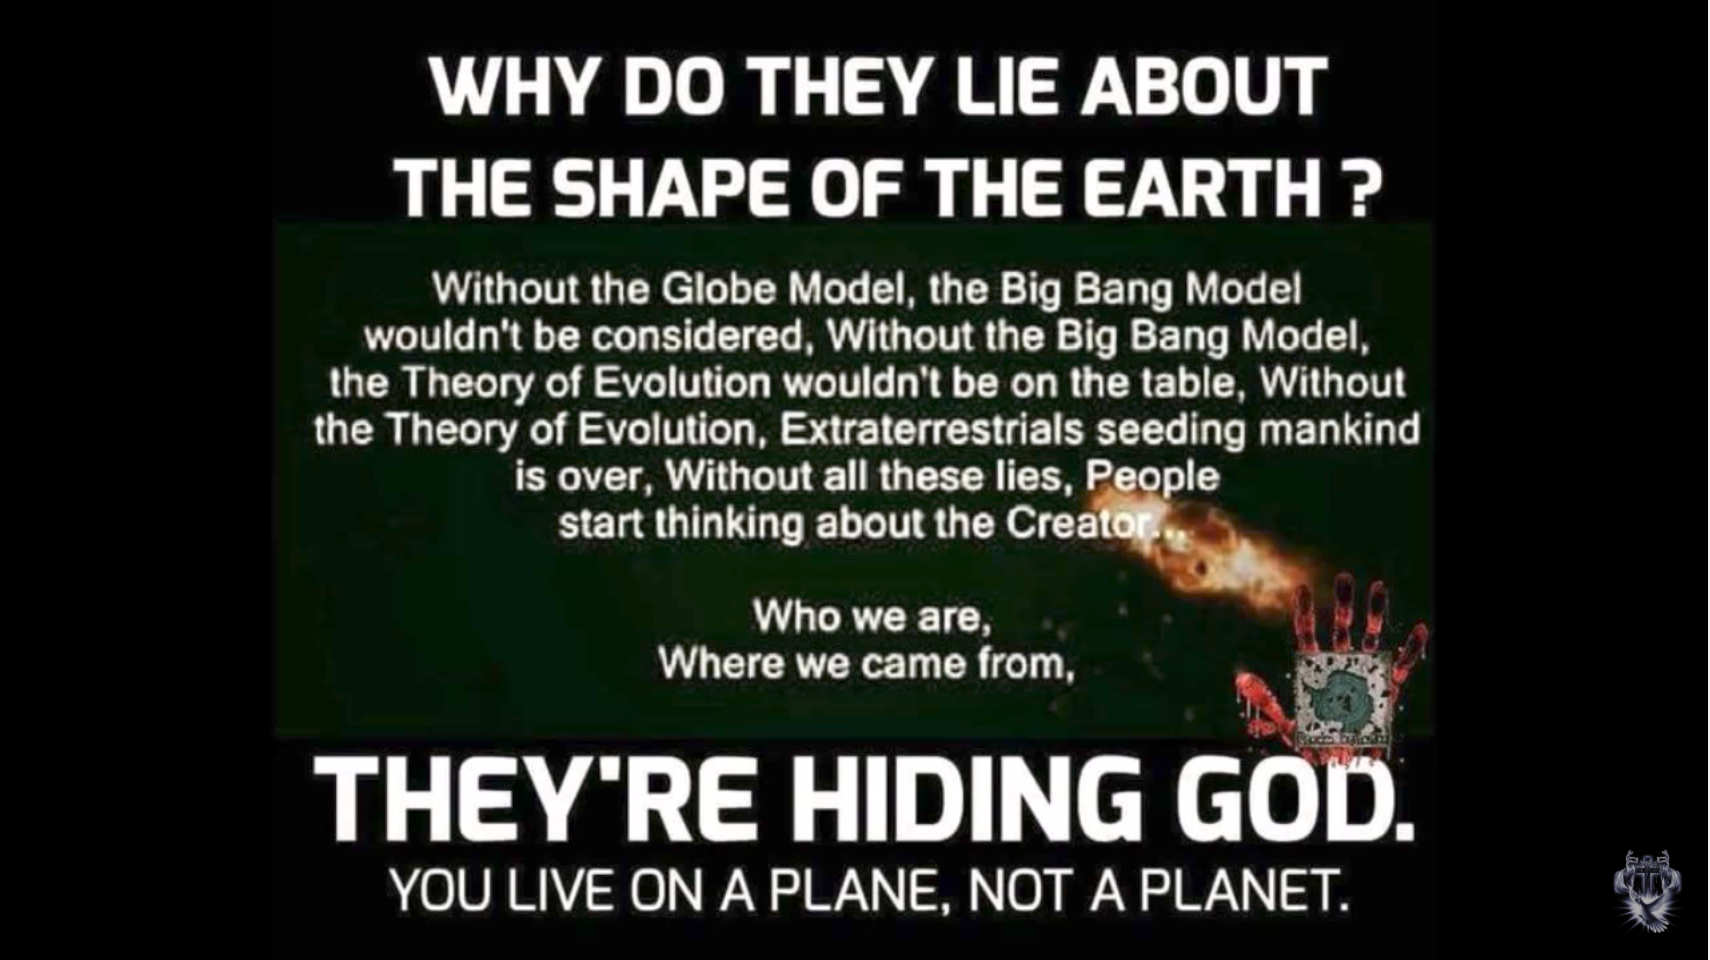 WHY DO THEY LIE ABOUT
THE SHAPE OF THE EARTH ?
Without the Globe Model, the Big Bang Model
wouldn't be considered, Without the Big Bang Model,
the Theory of Evolution wouldn't be on the table, Without
the Theory of Evolution, Extraterrestrials seeding mankind
is over, Without all these lies, People
start thinking about the Creator...
Who we are,
Where we came from,
THEY'RE HIDING GOD.
YOU LIVE ON A PLANE, NOT A PLANET.